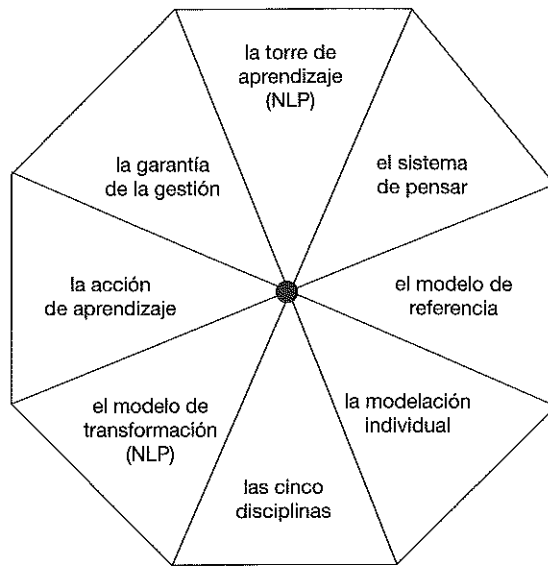 la torre de
aprendizaje
(NLP)
el sistema
de pensar
el modelo de
referencia
la modelación
individual
las cinco
disciplinas
el modelo de
transformación
(NLP)
la acción
de aprendizaje
la garantía
de la gestión